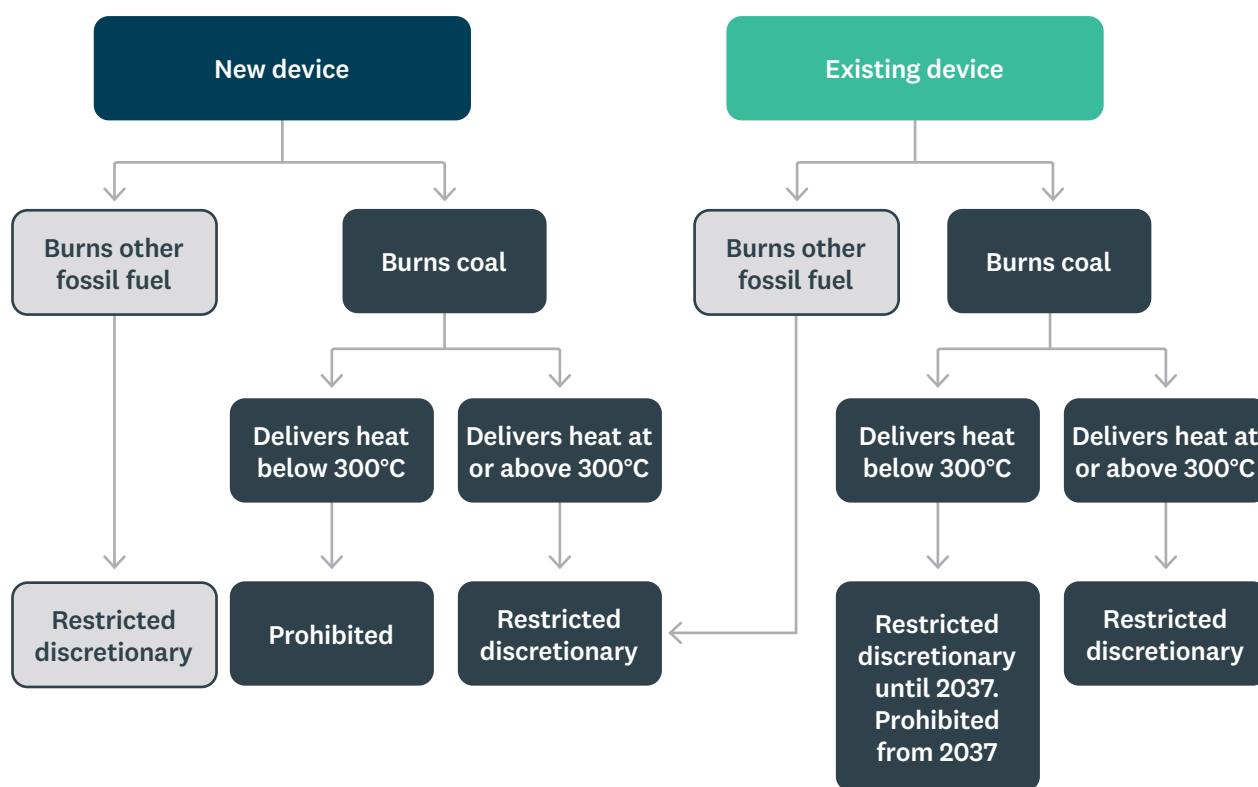 New device
Existing device
Burns other
fossil fuel
Burns coal
Burns other
fossil fuel
Burns coal
Delivers heat
below 300°C
Delivers heat at
or above 300°C
Delivers heat
below 300°C
Delivers heat at
or above 300°C
Restricted
discretionary
Prohibited
Restricted
discretionary
Restricted
discretionary
until 2037.
Prohibited
from 2037
Restricted
discretionary